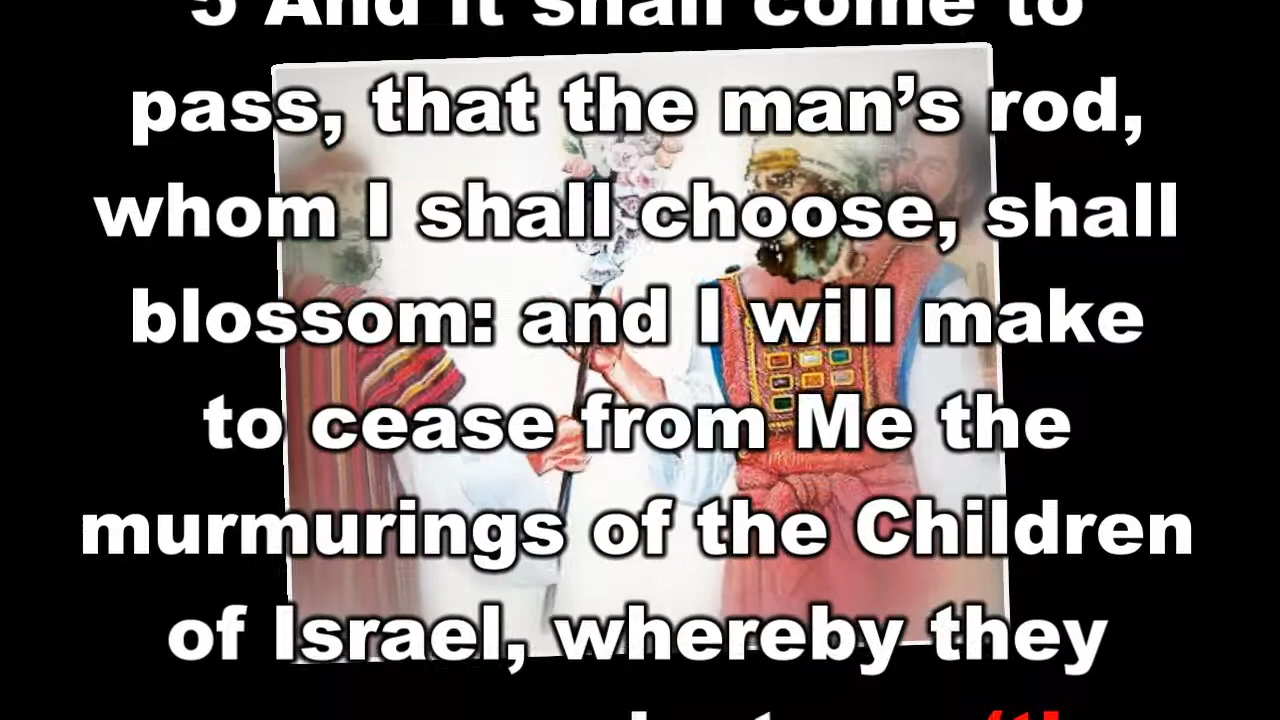 5 And it shall come to
pass, that the man’s rod,
whom I shall choose, shall
blossom: and I will make
to cease from Me the
murmurings of the Children
of Israel, whereby they